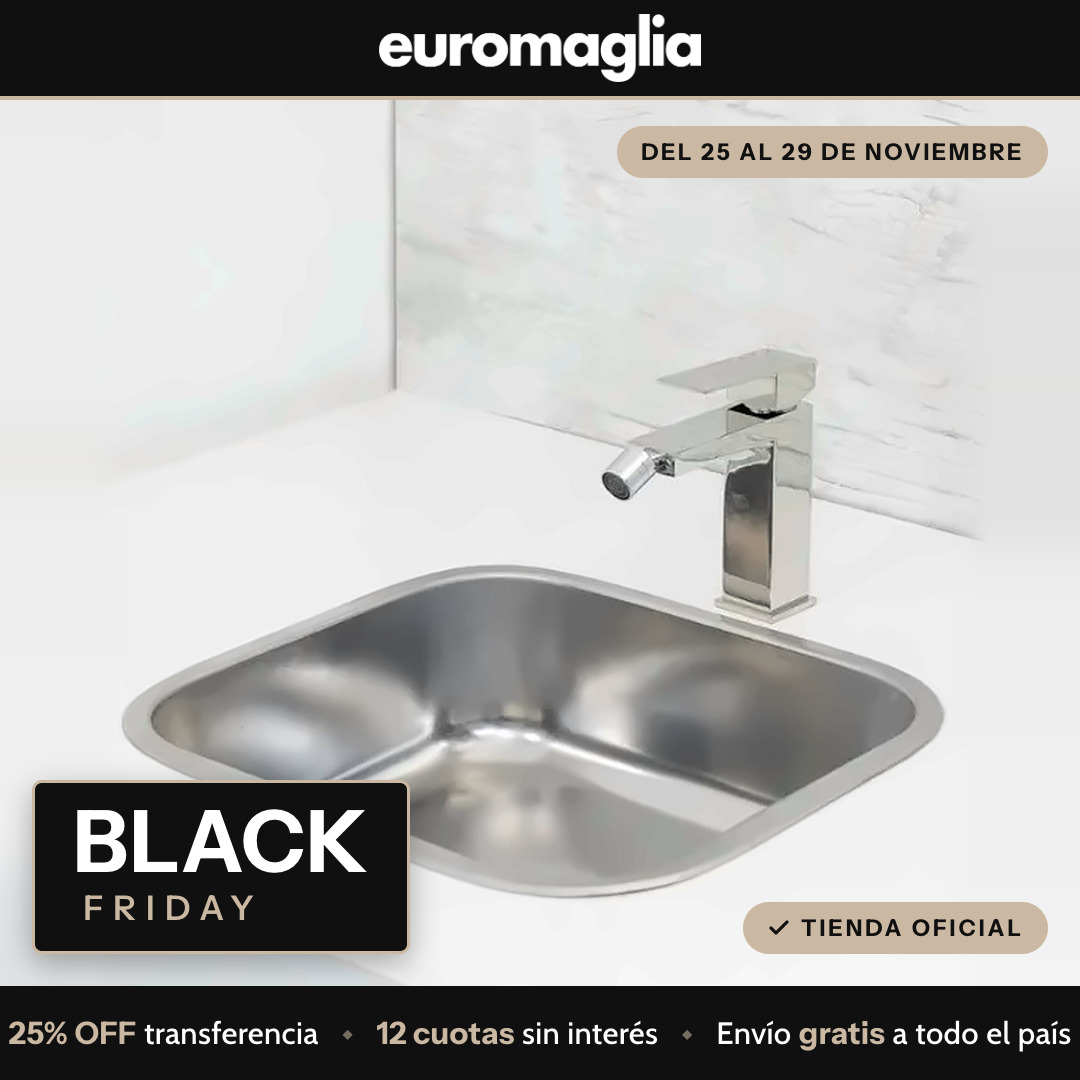 euromaglia
DEL 25 AL 29 DE NOVIEMBRE
BLACK
FRIDAY
✓ TIENDA OFICIAL
25% OFF transferencia ◆ 12 cuotas sin interés ◆ Envío gratis a todo el país